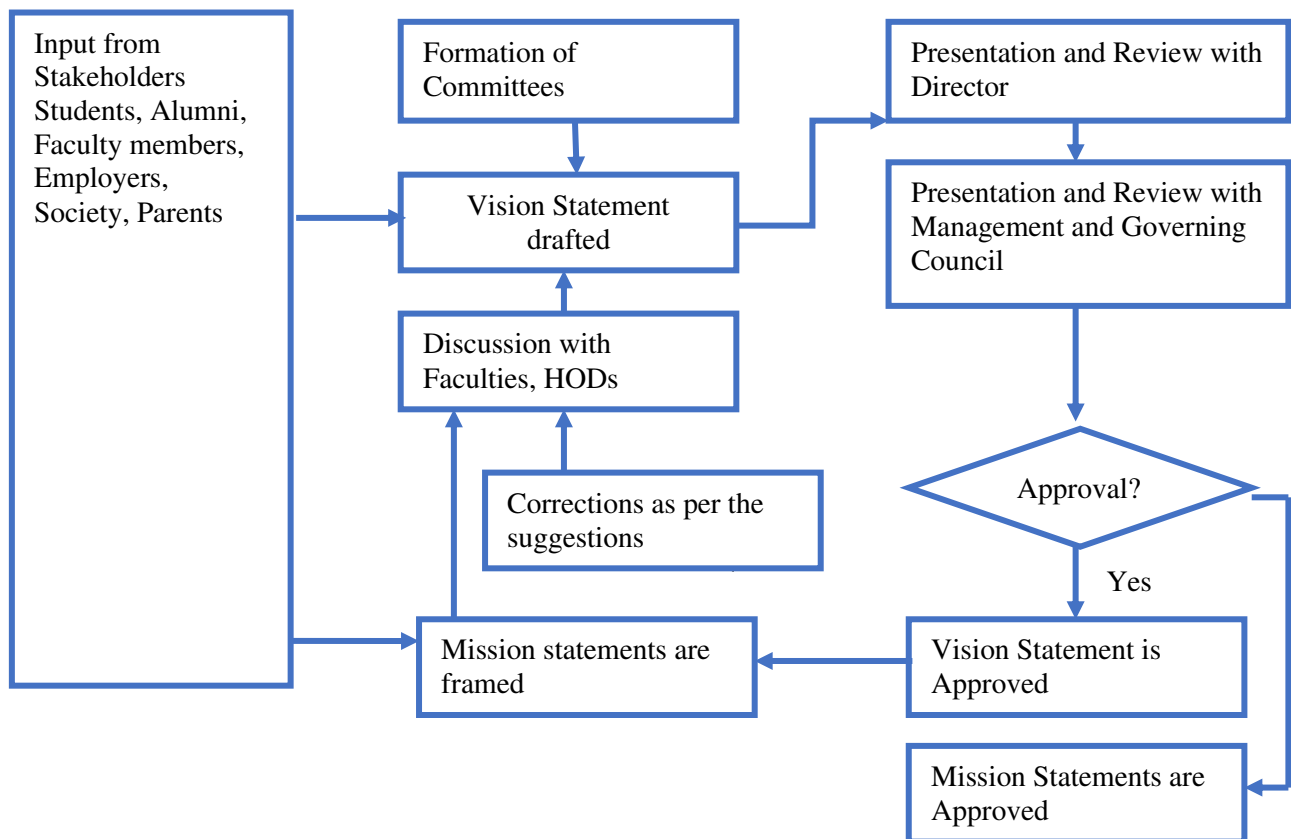 Input from
Stakeholders
Students, Alumni,
Faculty members,
Employers,
Society, Parents
Formation of
Committees
Vision Statement
drafted
Discussion with
Faculties, HODs
Corrections as per the
suggestions
Mission statements are
framed
Presentation and Review with
Director
Presentation and Review with
Management and Governing
Council
Approval?
Yes
Vision Statement is
Approved
Mission Statements are
Approved